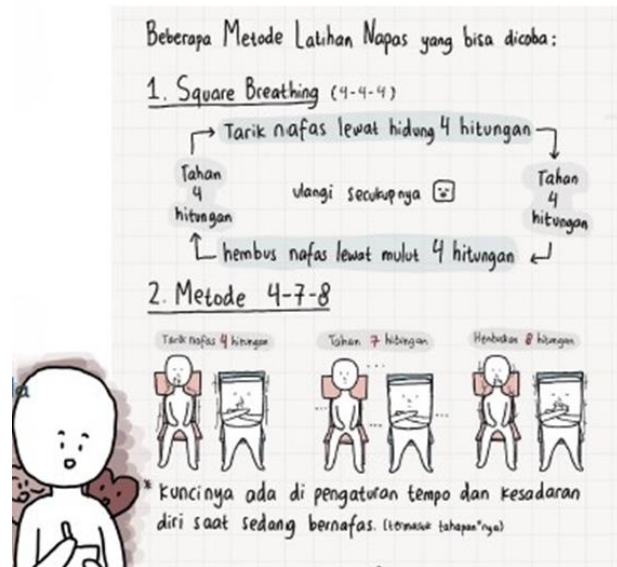 Beberapa Metode Latihan Napas yang bisa dicoba:
1. Square Breathing (4-4-4)
Tarik nafas lewat hidung 4 hitungan
Tahan
4
hitungan
ulangi secukupnya
Tahan
4
hitungan
hembus nafas lewat mulut 4 hitungan
2. Metode 4-7-8
Tarik nafas 4 hitungan
Tahan 7 hitungan
Hembuskan 8 hitungan
* kuncinya ada di pengaturan tempo dan kesadaran
diri saat sedang bernafas. (termasuk tahapan"nya)